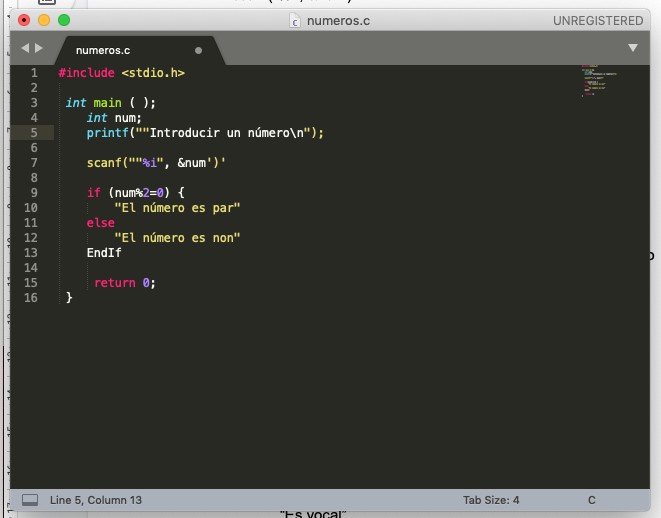 numeros.c
UNREGISTERED
numeros.c
1 #include <stdio.h>
2
3 int main ( );
4 int num;
5 printf(""Introducir un número\n");
6
7 scanf(""%i", &num')'
8
9 if (num%2=0) {
10 "El número es par"
11 else
12 "El número es non"
13 EndIf
14
15 return 0;
16 }
Line 5, Column 13
Tab Size: 4
C
"Es vocal"